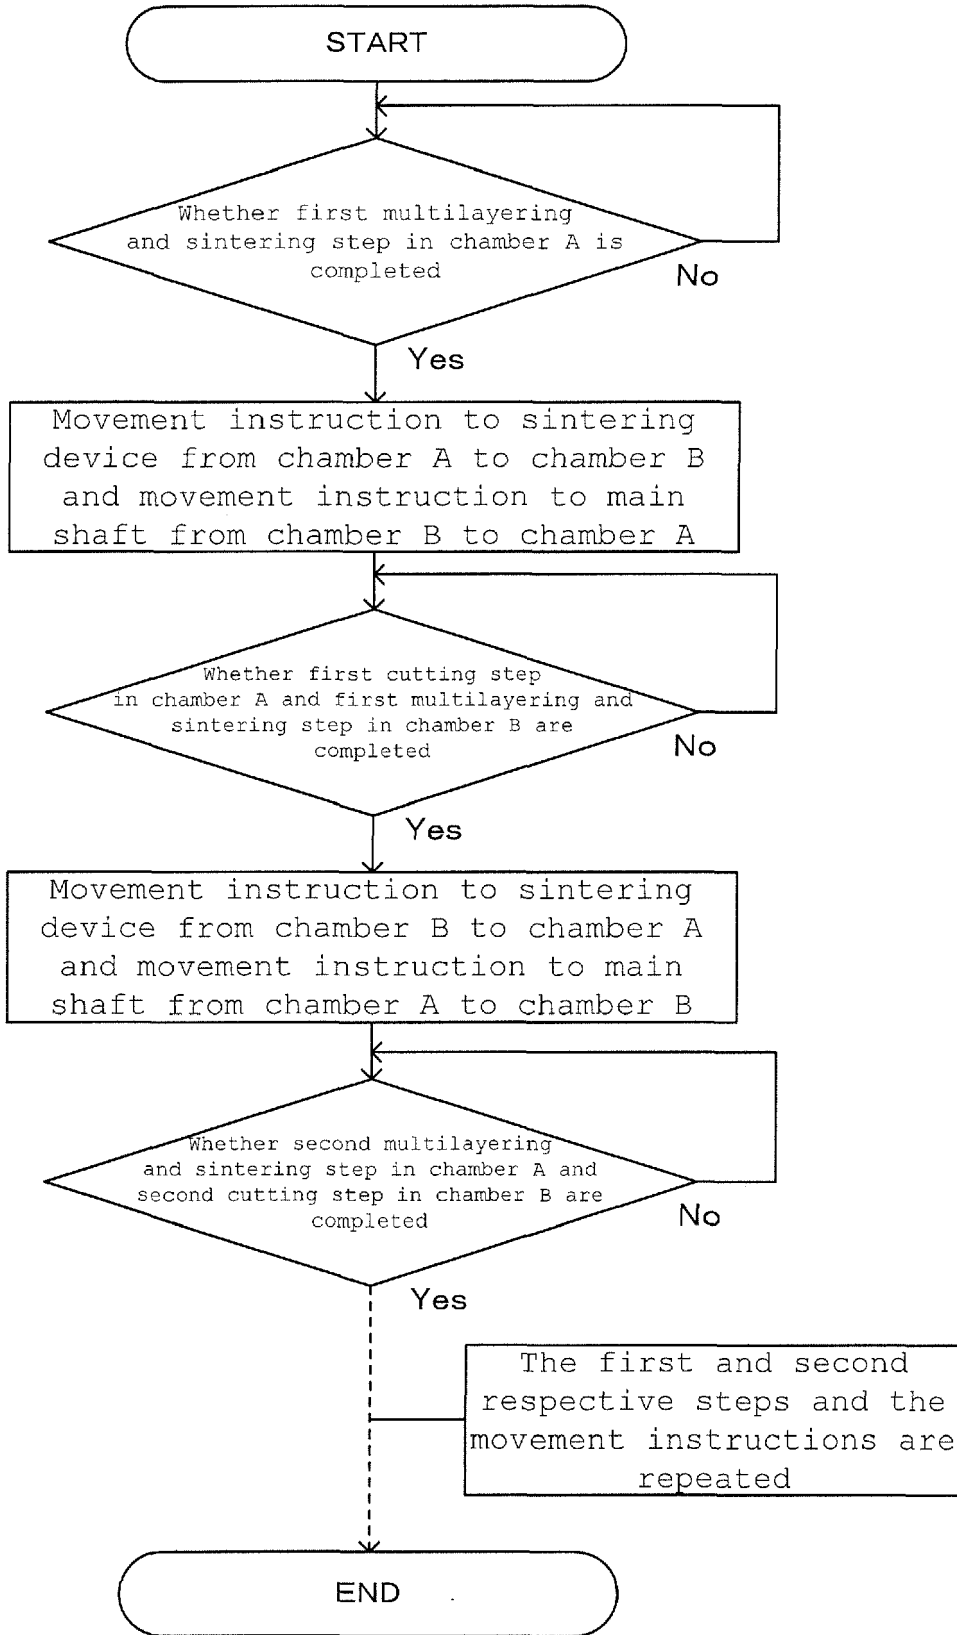 START
Whether first multilayering
and sintering step in chamber A is
completed
No
Yes
Movement instruction to sintering
device from chamber A to chamber B
and movement instruction to main
shaft from chamber B to chamber A
Whether first cutting step
in chamber A and first multilayering and
sintering step in chamber B are
completed
No
Yes
Movement instruction to sintering
device from chamber B to chamber A
and movement instruction to main
shaft from chamber A to chamber B
Whether second multilayering
and sintering step in chamber A and
second cutting step in chamber B are
completed
No
Yes
The first and second
respective steps and the
movement instructions are
repeated
END